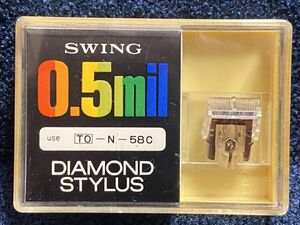 SWING
0.5mil
use TO-N-58C
DIAMOND
STYLUS